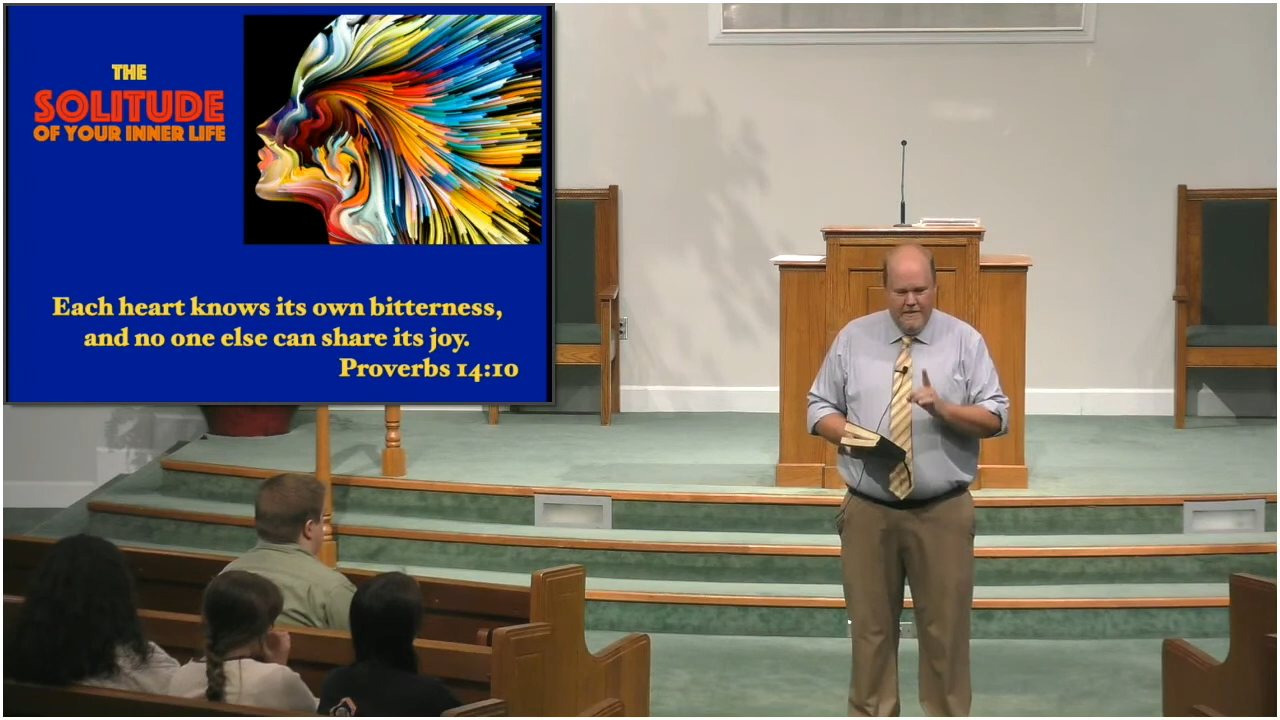 THE
SOLITUDE
OF YOUR INNER LIFE
Each heart knows its own bitterness,
and no one else can share its joy.
Proverbs 14:10